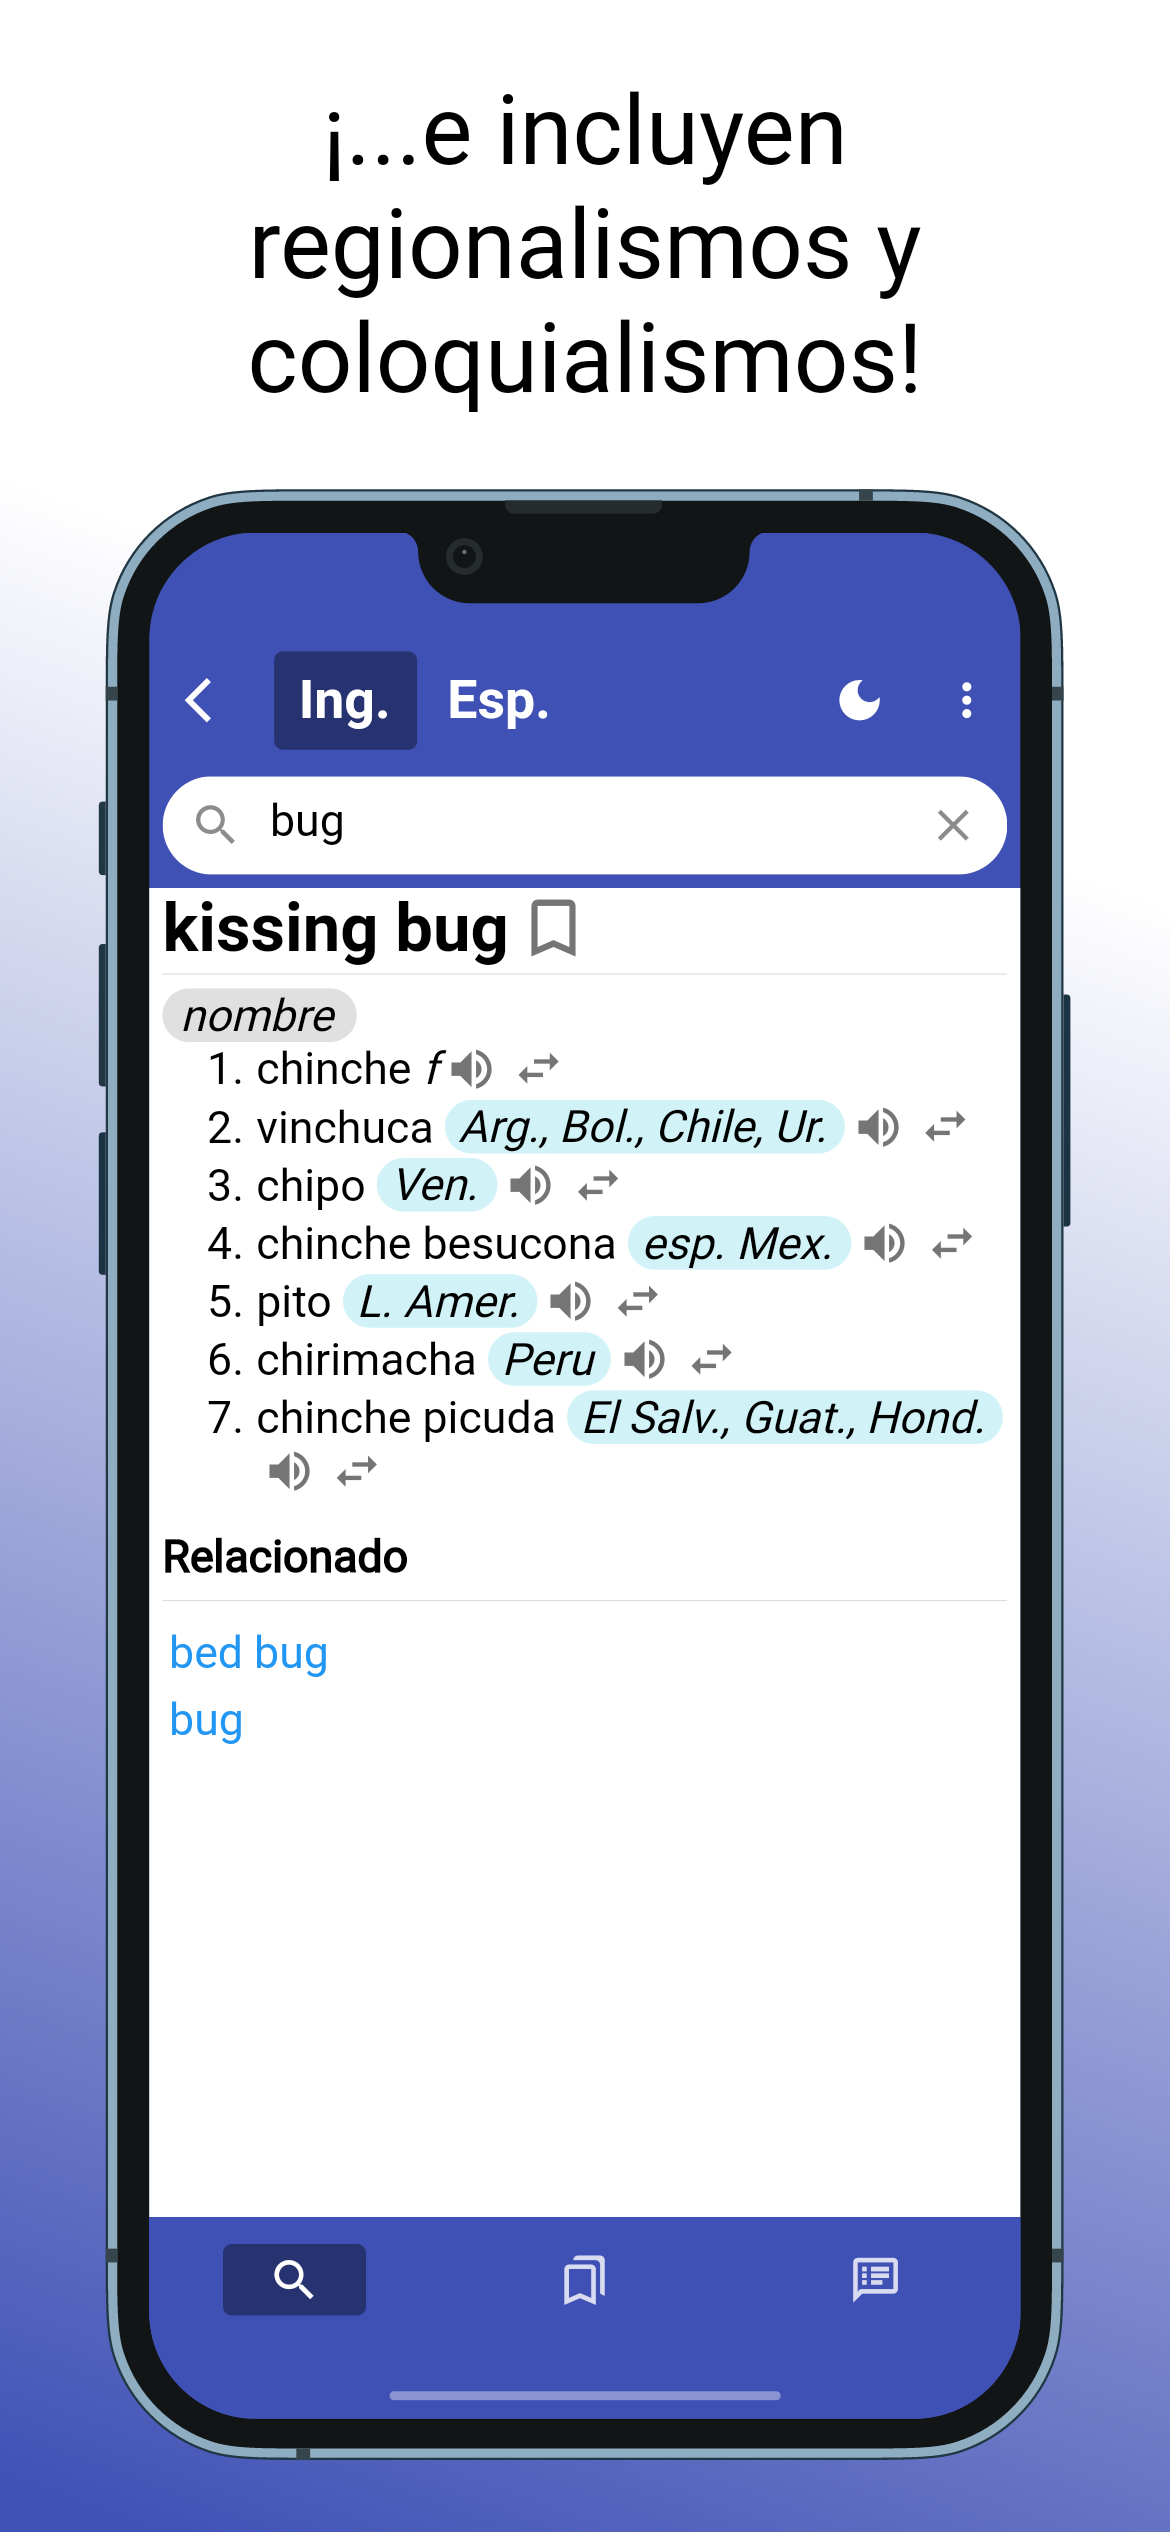 ¡...e incluyen
regionalismos y
coloquialismos!
Ing. Esp.
bug
kissing bug
nombre
1. chinche f
2. vinchuca Arg., Bol., Chile, Ur.
3. chipo Ven.
4. chinche besucona esp. Mex.
5. pito L. Amer.
6. chirimacha Peru
7. chinche picuda El Salv., Guat., Hond.
Relacionado
bed bug
bug